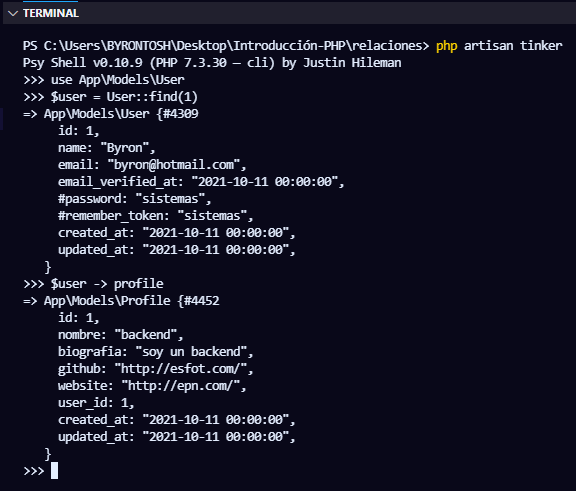 TERMINAL
PS C:\Users\BYRONTOSH\Desktop\Introducción-PHP\relaciones> php artisan tinker
Psy Shell v0.10.9 (PHP 7.3.30 — cli) by Justin Hileman
>>> use App\Models\User
>>> $user = User::find(1)
=> App\Models\User {#4309
id: 1,
name: "Byron",
email: "byron@hotmail.com",
email_verified_at: "2021-10-11 00:00:00",
#password: "sistemas",
#remember_token: "sistemas",
created_at: "2021-10-11 00:00:00",
updated_at: "2021-10-11 00:00:00",
}
>>> $user -> profile
=> App\Models\Profile {#4452
id: 1,
nombre: "backend",
biografia: "soy un backend",
github: "http://esfot.com/",
website: "http://epn.com/",
user_id: 1,
created_at: "2021-10-11 00:00:00",
updated_at: "2021-10-11 00:00:00",
}
>>>